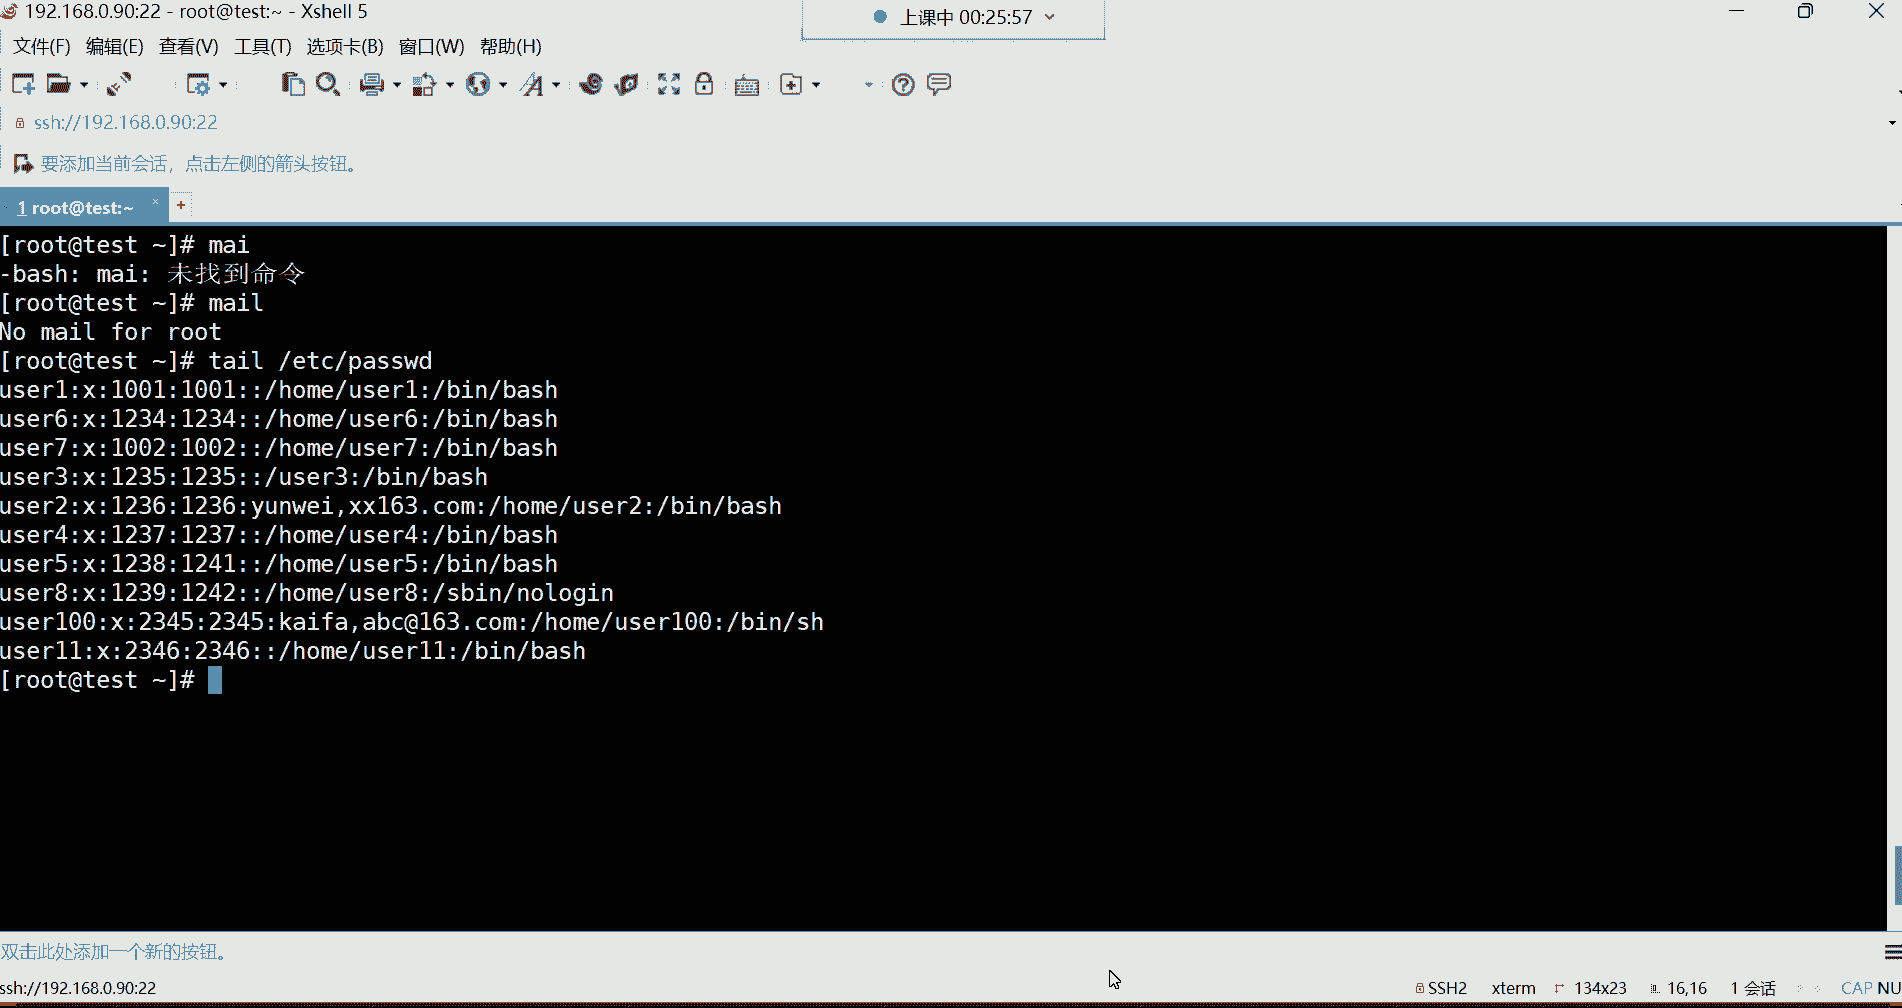 192.168.0.90:22 - root@test:~ - Xshell 5
上课中 00:25:57
文件(F) 编辑(E) 查看(V) 工具(T) 选项卡(B) 窗口(W) 帮助(H)
ssh://192.168.0.90:22
要添加当前会话，点击左侧的箭头按钮。
1 root@test:~ × +
[root@test ~]# mai
-bash: mai: 未找到命令
[root@test ~]# mail
No mail for root
[root@test ~]# tail /etc/passwd
user1:x:1001:1001::/home/user1:/bin/bash
user6:x:1234:1234::/home/user6:/bin/bash
user7:x:1002:1002::/home/user7:/bin/bash
user3:x:1235:1235::/user3:/bin/bash
user2:x:1236:1236:yunwei,xx163.com:/home/user2:/bin/bash
user4:x:1237:1237::/home/user4:/bin/bash
user5:x:1238:1241::/home/user5:/bin/bash
user8:x:1239:1242::/home/user8:/sbin/nologin
user100:x:2345:2345:kaifa,abc@163.com:/home/user100:/bin/sh
user11:x:2346:2346::/home/user11:/bin/bash
[root@test ~]#
双击此处添加一个新的按钮。
ssh://192.168.0.90:22 SSH2 xterm 134x23 16,16 1 会话 CAP NU